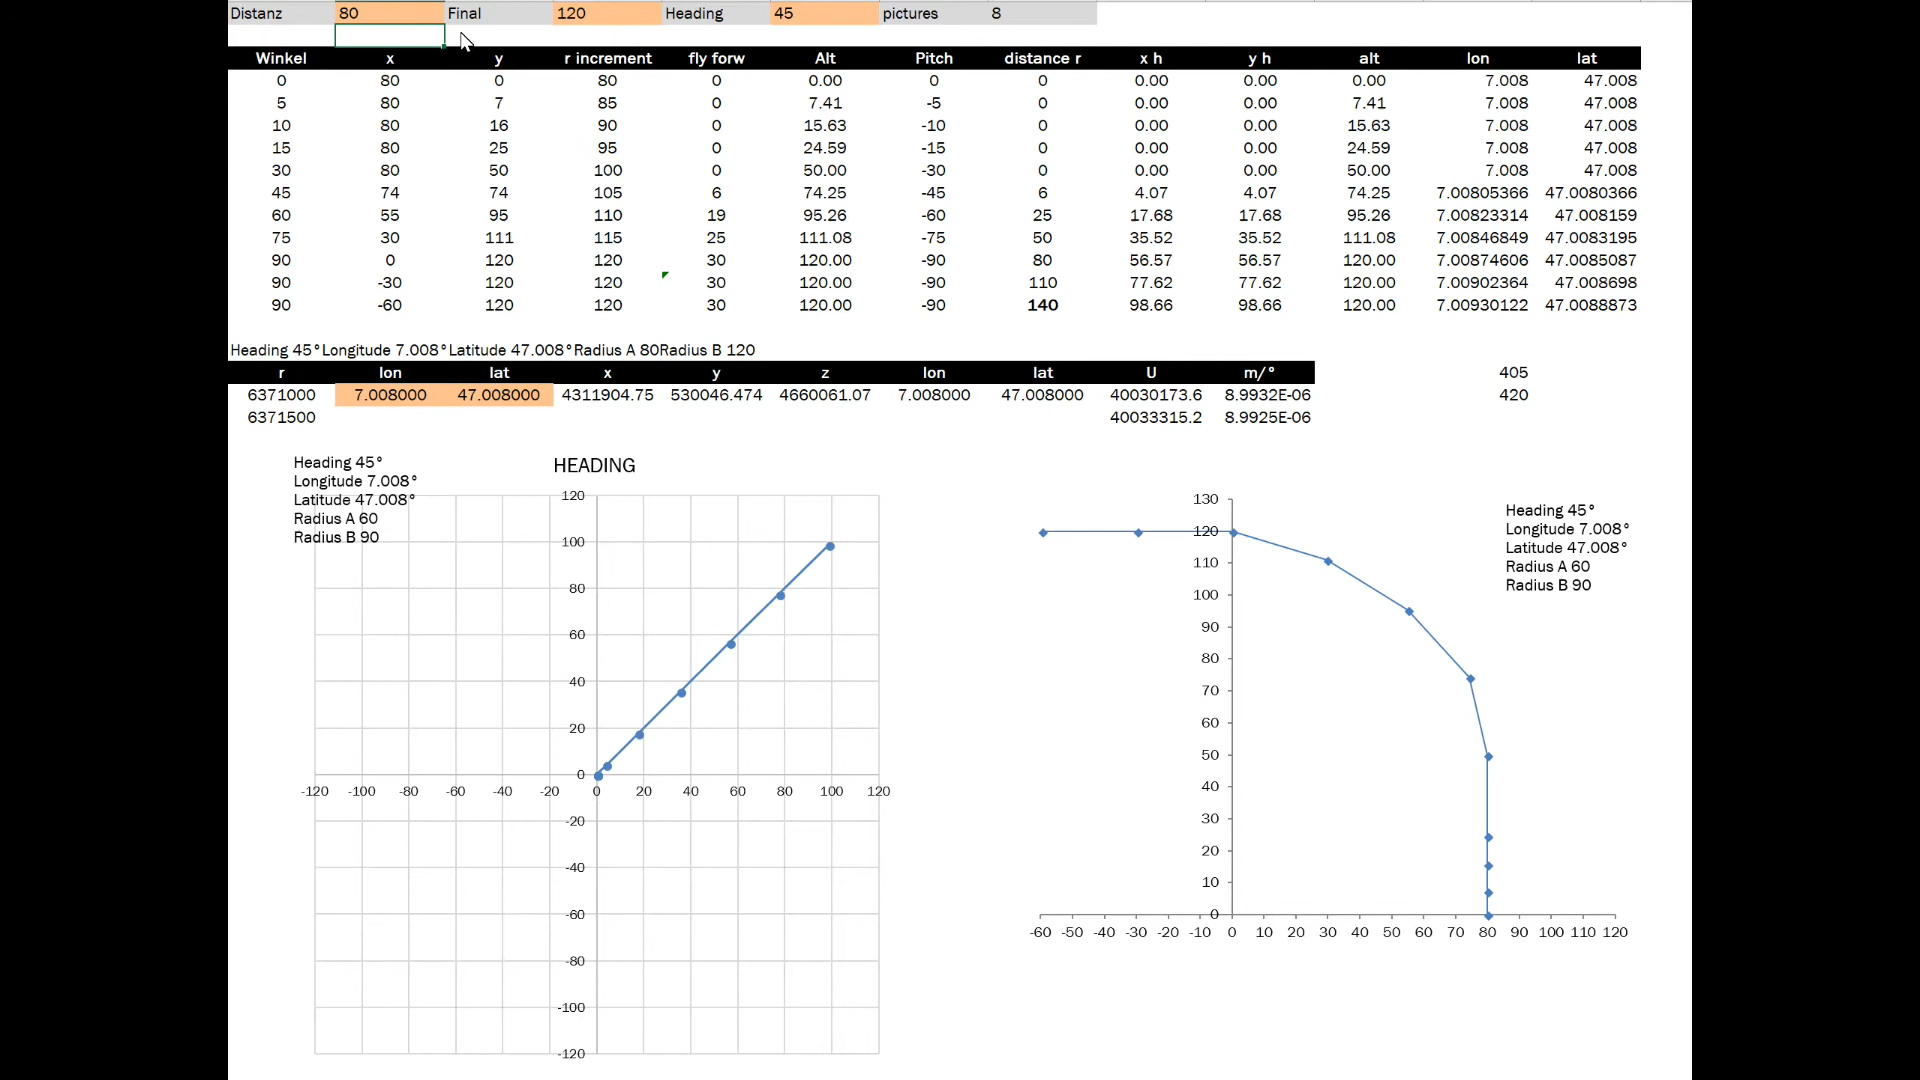 Distanz 80 Final 120 Heading 45 pictures 8
Winkel x y r increment fly forw Alt Pitch distance r x h y h alt lon lat
0 80 0 80 0 0.00 0 0 0.00 0.00 0.00 7.008 47.008
5 80 7 85 0 7.41 -5 0 0.00 0.00 7.41 7.008 47.008
10 80 16 90 0 15.63 -10 0 0.00 0.00 15.63 7.008 47.008
15 80 25 95 0 24.59 -15 0 0.00 0.00 24.59 7.008 47.008
30 80 50 100 0 50.00 -30 0 0.00 0.00 50.00 7.008 47.008
45 74 74 105 6 74.25 -45 6 4.07 4.07 74.25 7.00805366 47.0080366
60 55 95 110 19 95.26 -60 25 17.68 17.68 95.26 7.00823314 47.008159
75 30 111 115 25 111.08 -75 50 35.52 35.52 111.08 7.00846849 47.0083195
90 0 120 120 30 120.00 -90 80 56.57 56.57 120.00 7.00874606 47.0085087
90 -30 120 120 30 120.00 -90 110 77.62 77.62 120.00 7.00902364 47.008698
90 -60 120 120 30 120.00 -90 140 98.66 98.66 120.00 7.00930122 47.0088873
Heading 45°Longitude 7.008°Latitude 47.008°Radius A 80Radius B 120
r lon lat x y z lon lat U m/° 405
6371000 7.008000 47.008000 4311904.75 530046.474 4660061.07 7.008000 47.008000 40030173.6 8.9932E-06 420
6371500 40033315.2 8.9925E-06
Heading 45°
Longitude 7.008°
Latitude 47.008°
Radius A 60
Radius B 90
HEADING
120
100
80
60
40
20
0
-120 -100 -80 -60 -40 -20 0 20 40 60 80 100 120
-20
-40
-60
-80
-100
-120
130
120
110
100
90
80
70
60
50
40
30
20
10
0
-60 -50 -40 -30 -20 -10 0 10 20 30 40 50 60 70 80 90 100 110 120
Heading 45°
Longitude 7.008°
Latitude 47.008°
Radius A 60
Radius B 90